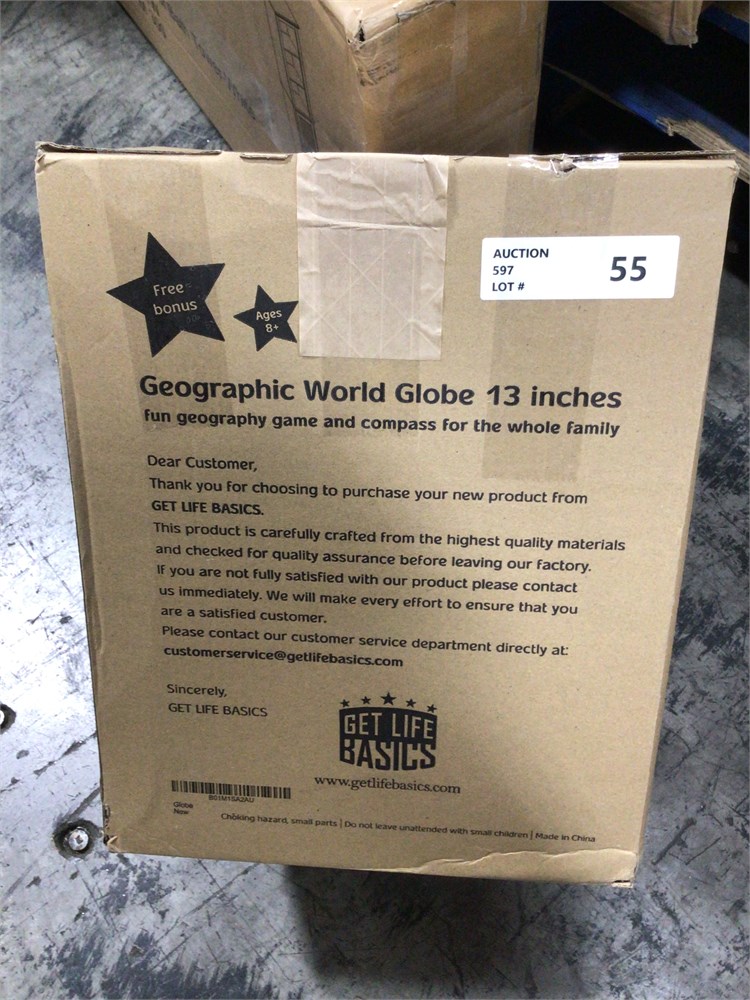 AUCTION
597
LOT #
55
Free
bonus
Ages
8+
Geographic World Globe 13 inches
fun geography game and compass for the whole family
Dear Customer,
Thank you for choosing to purchase your new product from
GET LIFE BASICS.
This product is carefully crafted from the highest quality materials
and checked for quality assurance before leaving our factory.
If you are not fully satisfied with our product please contact
us immediately. We will make every effort to ensure that you
are a satisfied customer.
Please contact our customer service department directly at:
customerservice@getlifebasics.com
Sincerely,
GET LIFE BASICS
GET LIFE
BASICS
www.getlifebasics.com
B01M1SA2AU
Globe
New
Choking hazard, small parts | Do not leave unattended with small children | Made in China